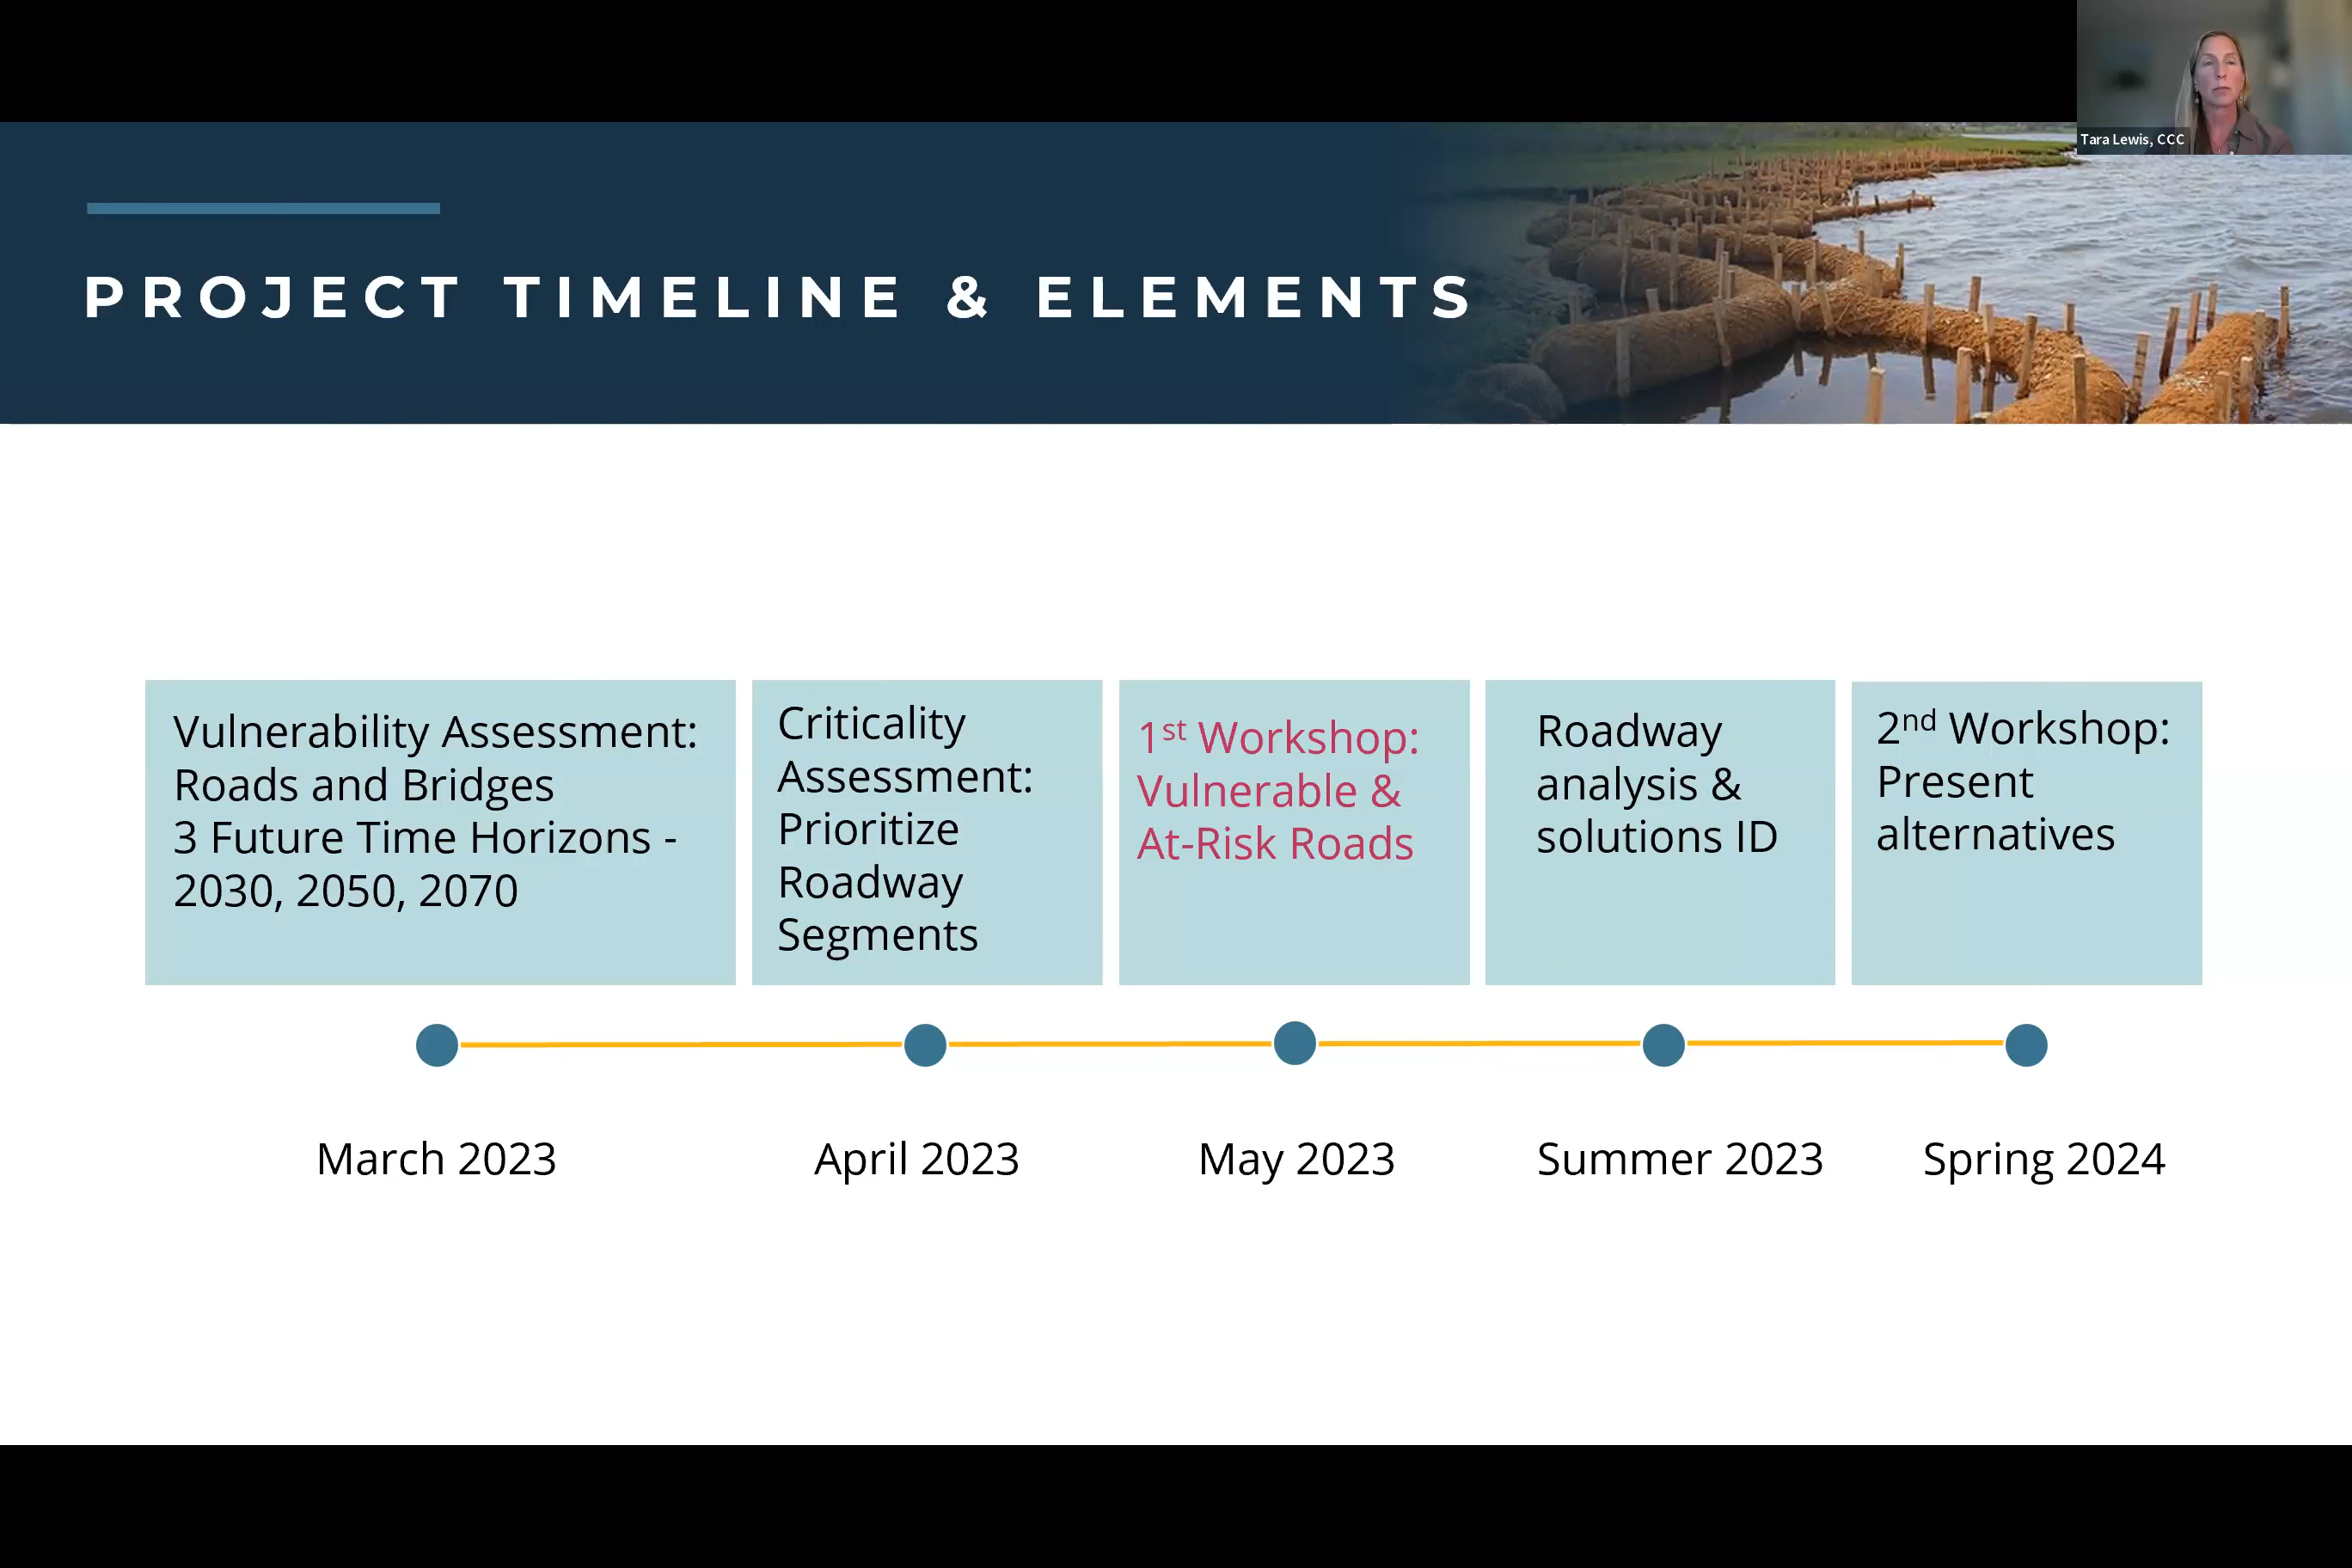 Tara Lewis, CCC
PROJECT TIMELINE & ELEMENTS
Vulnerability Assessment:
Roads and Bridges
3 Future Time Horizons -
2030, 2050, 2070
Criticality
Assessment:
Prioritize
Roadway
Segments
1st Workshop:
Vulnerable &
At-Risk Roads
Roadway
analysis &
solutions ID
2nd Workshop:
Present
alternatives
March 2023
April 2023
May 2023
Summer 2023
Spring 2024